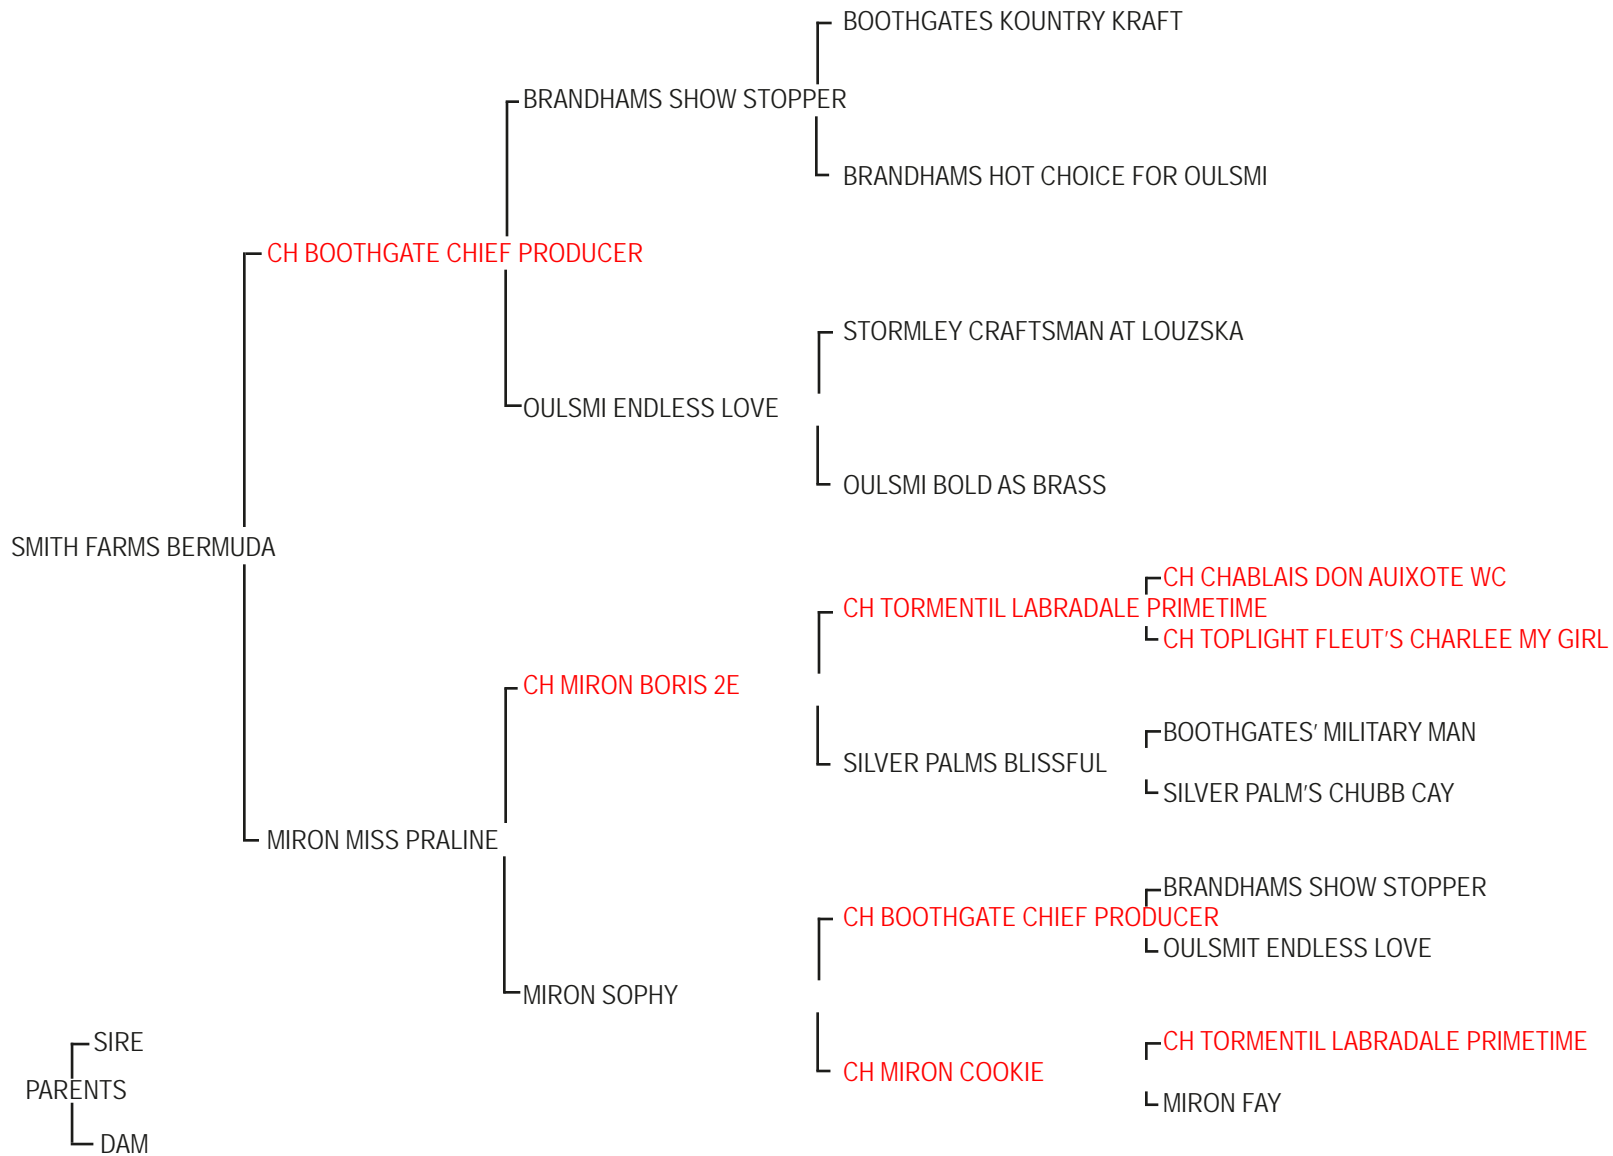 BOOTHGATES KOUNTRY KRAFT
BRANDHAMS SHOW STOPPER
BRANDHAMS HOT CHOICE FOR OULSMI
CH BOOTHGATE CHIEF PRODUCER
STORMLEY CRAFTSMAN AT LOUZSKA
OULSMI ENDLESS LOVE
OULSMI BOLD AS BRASS
SMITH FARMS BERMUDA
CH CHABLAIS DON AUIXOTE WC
CH TORMENTIL LABRADALE PRIMETIME
CH TOPLIGHT FLEUT'S CHARLEE MY GIRL
CH MIRON BORIS 2E
BOOTHGATES' MILITARY MAN
SILVER PALMS BLISSFUL
SILVER PALM'S CHUBB CAY
MIRON MISS PRALINE
BRANDHAMS SHOW STOPPER
CH BOOTHGATE CHIEF PRODUCER
OULSMIT ENDLESS LOVE
MIRON SOPHY
CH TORMENTIL LABRADALE PRIMETIME
CH MIRON COOKIE
MIRON FAY
SIRE
PARENTS
DAM